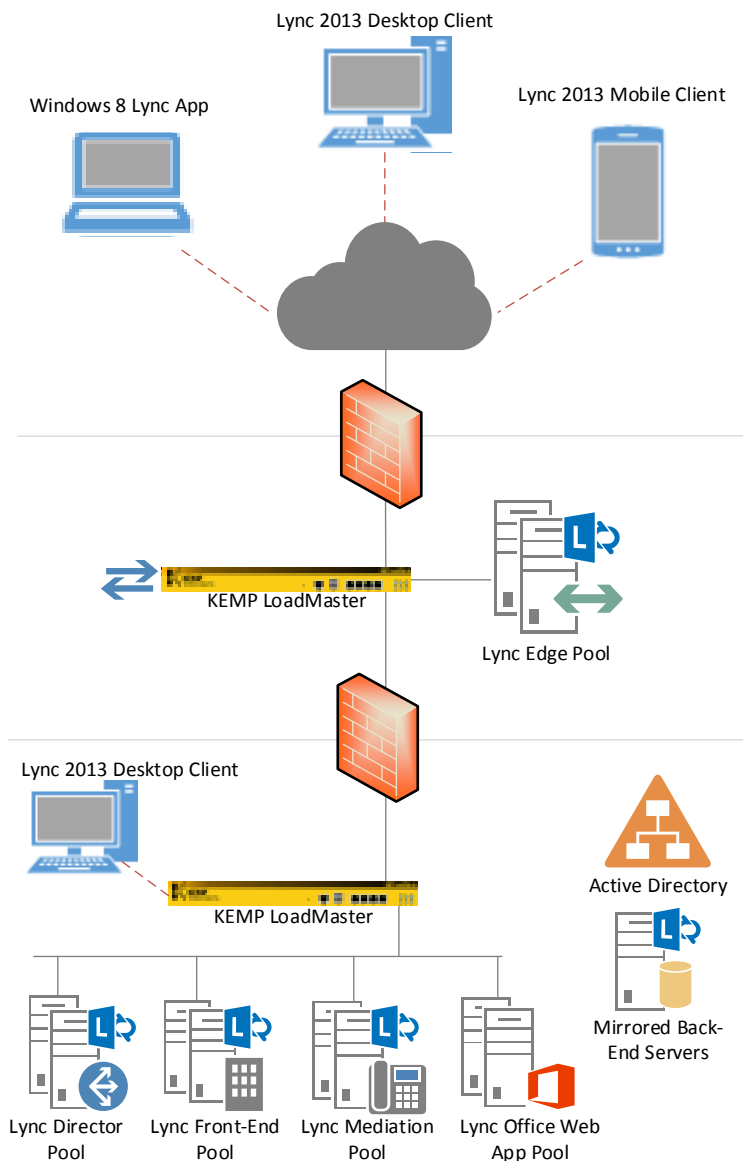 Lync 2013 Desktop Client
Windows 8 Lync App
Lync 2013 Mobile Client
KEMP LoadMaster
L
Lync Edge Pool
Lync 2013 Desktop Client
KEMP LoadMaster
Active Directory
L
Mirrored Back-
End Servers
L
Lync Director
Pool
L
Lync Front-End
Pool
L
Lync Mediation
Pool
Lync Office Web
App Pool